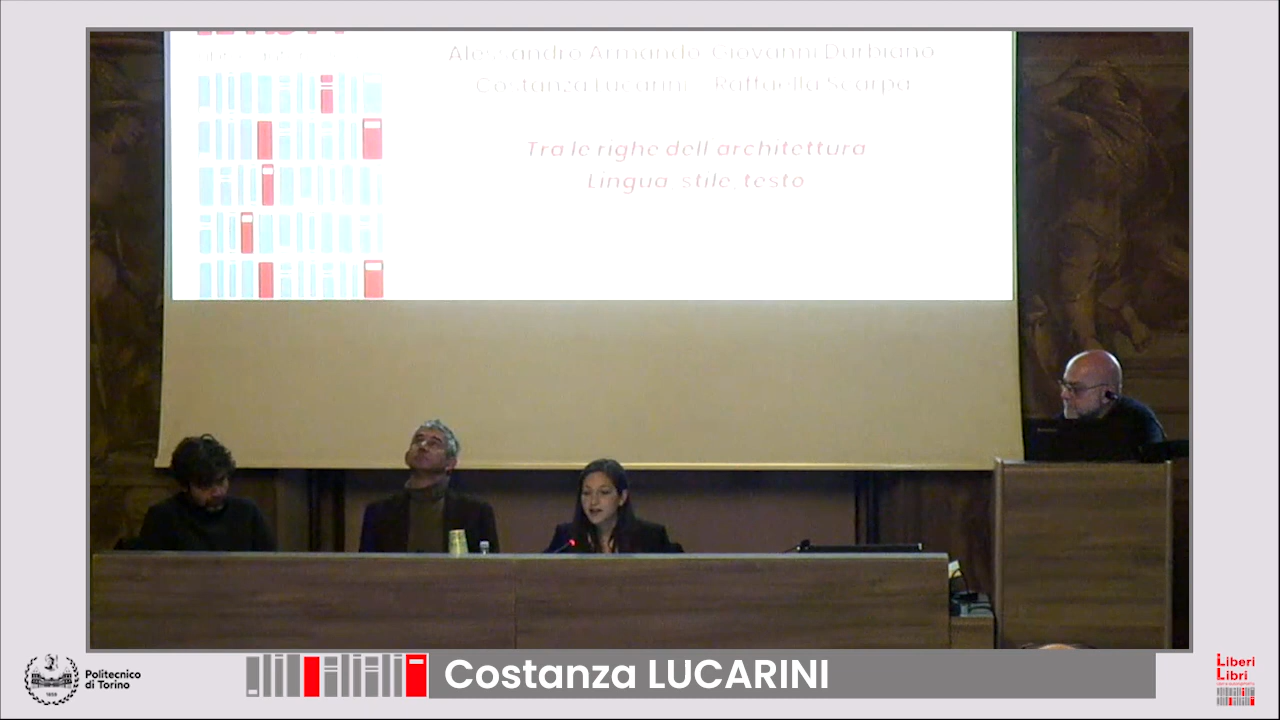 Alessandro Armando Giovanni Durbiano
Costanza Lucarini Raffaella Scarpa
Tra le righe dell architettura
Lingua, stile, testo
Politecnico
di Torino
1859
Costanza LUCARINI
Liberi
Libri